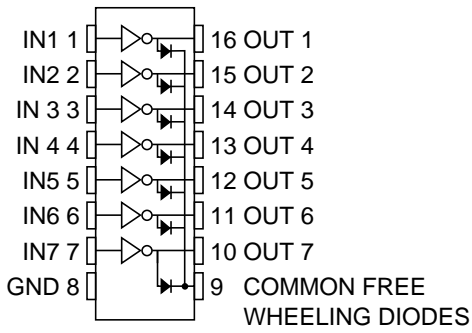 IN1 1 16 OUT 1
IN2 2 15 OUT 2
IN 3 3 14 OUT 3
IN 4 4 13 OUT 4
IN5 5 12 OUT 5
IN6 6 11 OUT 6
IN7 7 10 OUT 7
GND 8 9 COMMON FREE
WHEELING DIODES